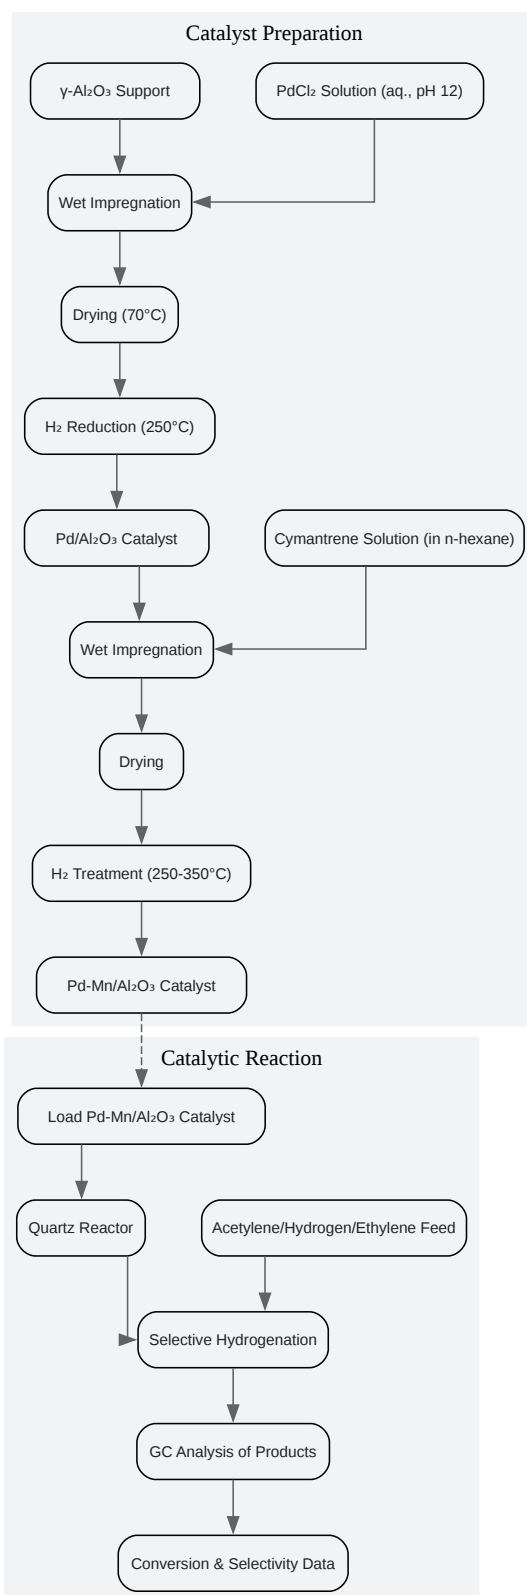 Catalyst Preparation
γ-Al₂O₃ Support
PdCl₂ Solution (aq., pH 12)
Wet Impregnation
Drying (70°C)
H₂ Reduction (250°C)
Pd/Al₂O₃ Catalyst
Cymantrene Solution (in n-hexane)
Wet Impregnation
Drying
H₂ Treatment (250-350°C)
Pd-Mn/Al₂O₃ Catalyst
Catalytic Reaction
Load Pd-Mn/Al₂O₃ Catalyst
Quartz Reactor
Acetylene/Hydrogen/Ethylene Feed
Selective Hydrogenation
GC Analysis of Products
Conversion & Selectivity Data